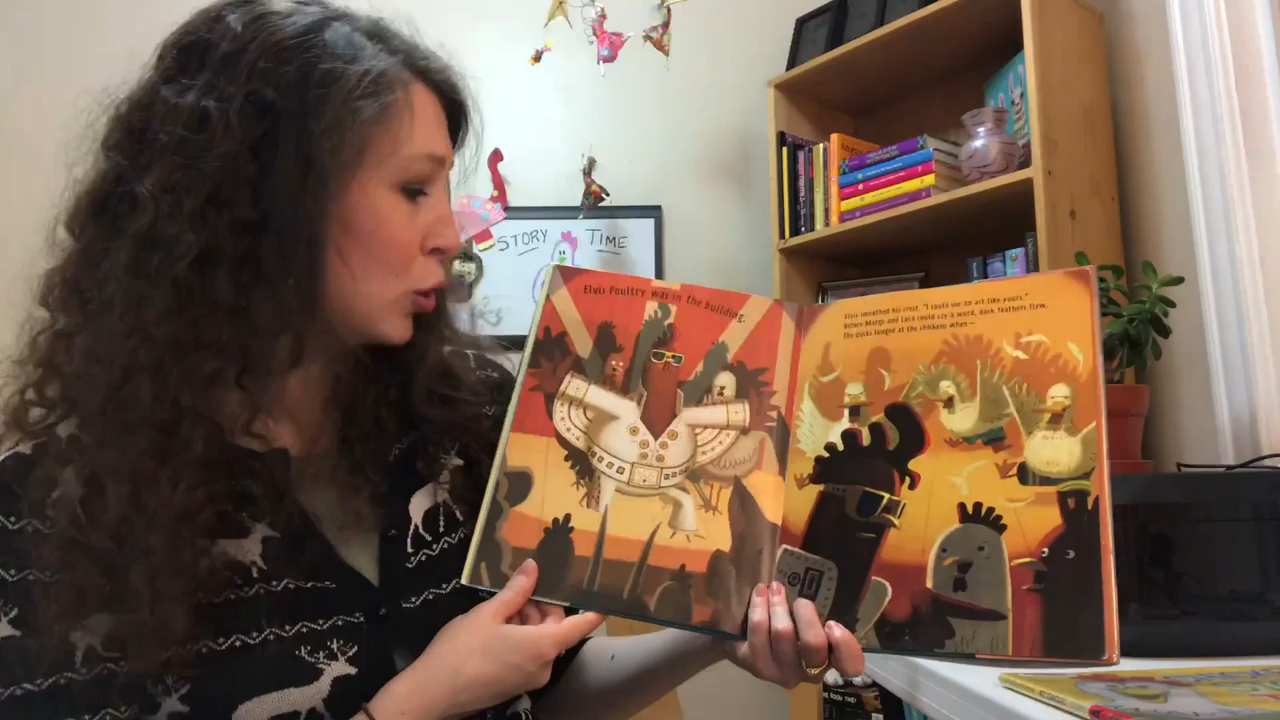 STORY TIME
Elvis Poultry was in the building.
Elvis smoothed his crest. "I could use an act like yours."
Before Marge and Lola could say a word, duck feathers flew.
The ducks lunged at the chickens when—